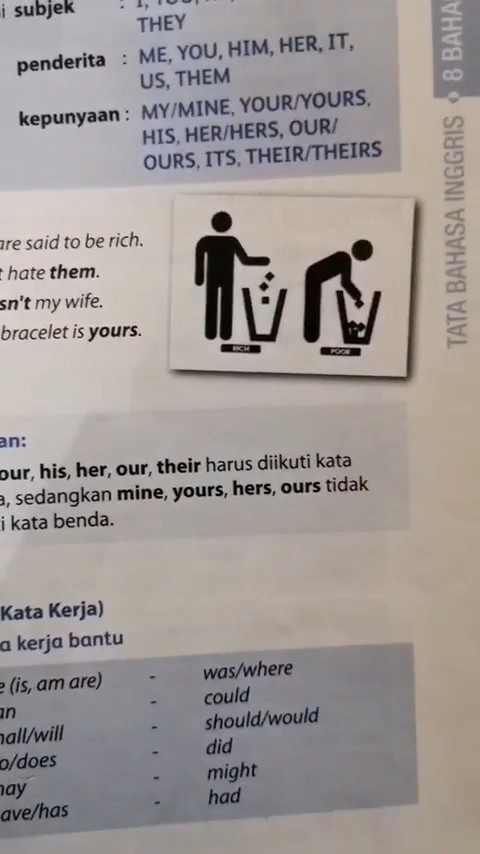 i subjek
THEY
penderita : ME, YOU, HIM, HER, IT,
US, THEM
kepunyaan : MY/MINE, YOUR/YOURS,
HIS, HER/HERS, OUR/
OURS, ITS, THEIR/THEIRS
are said to be rich.
t hate them.
sn't my wife.
bracelet is yours.
RICH
POOR
an:
our, his, her, our, their harus diikuti kata
a, sedangkan mine, yours, hers, ours tidak
i kata benda.
Kata Kerja)
a kerja bantu
e (is, am are) - was/where
an - could
hall/will - should/would
o/does - did
may - might
ave/has - had
TATA BAHASA INGGRIS 8 BAHA